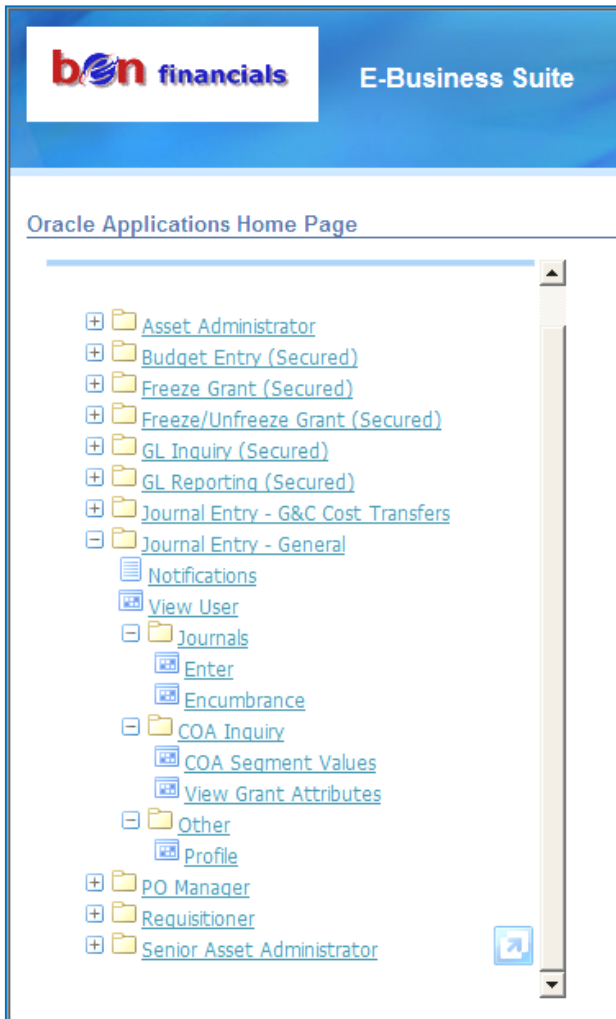 ben financials
E-Business Suite
Oracle Applications Home Page
Asset Administrator
Budget Entry (Secured)
Freeze Grant (Secured)
Freeze/Unfreeze Grant (Secured)
GL Inquiry (Secured)
GL Reporting (Secured)
Journal Entry - G&C Cost Transfers
Journal Entry - General
Notifications
View User
Journals
Enter
Encumbrance
COA Inquiry
COA Segment Values
View Grant Attributes
Other
Profile
PO Manager
Requisitioner
Senior Asset Administrator